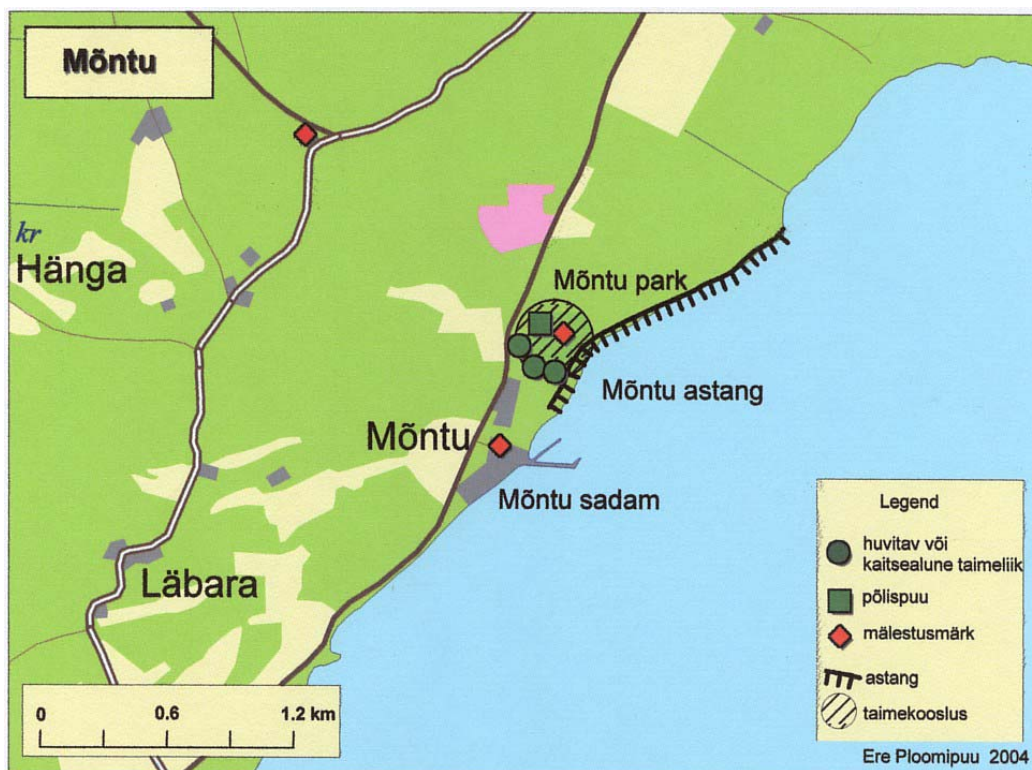 Mõntu
kr
Hänga
Mõntu park
Mõntu astang
Mõntu
Mõntu sadam
Läbara
Legend
huvitav või
kaitsealune taimeliik
põlispuu
mälestusmärk
astang
taimekooslus
0 0.6 1.2 km
Ere Ploomipuu 2004